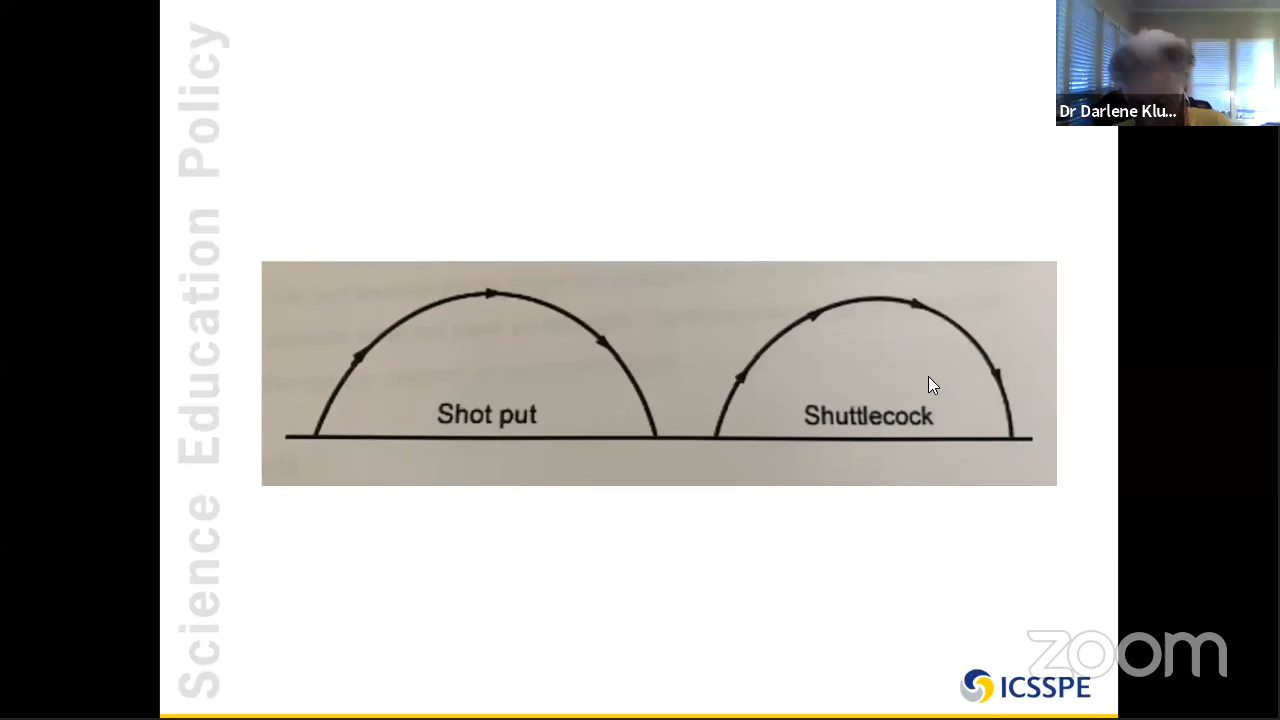 Science Education Policy
Dr Darlene Klu...
Shot put
Shuttlecock
zoom
ICSSPE